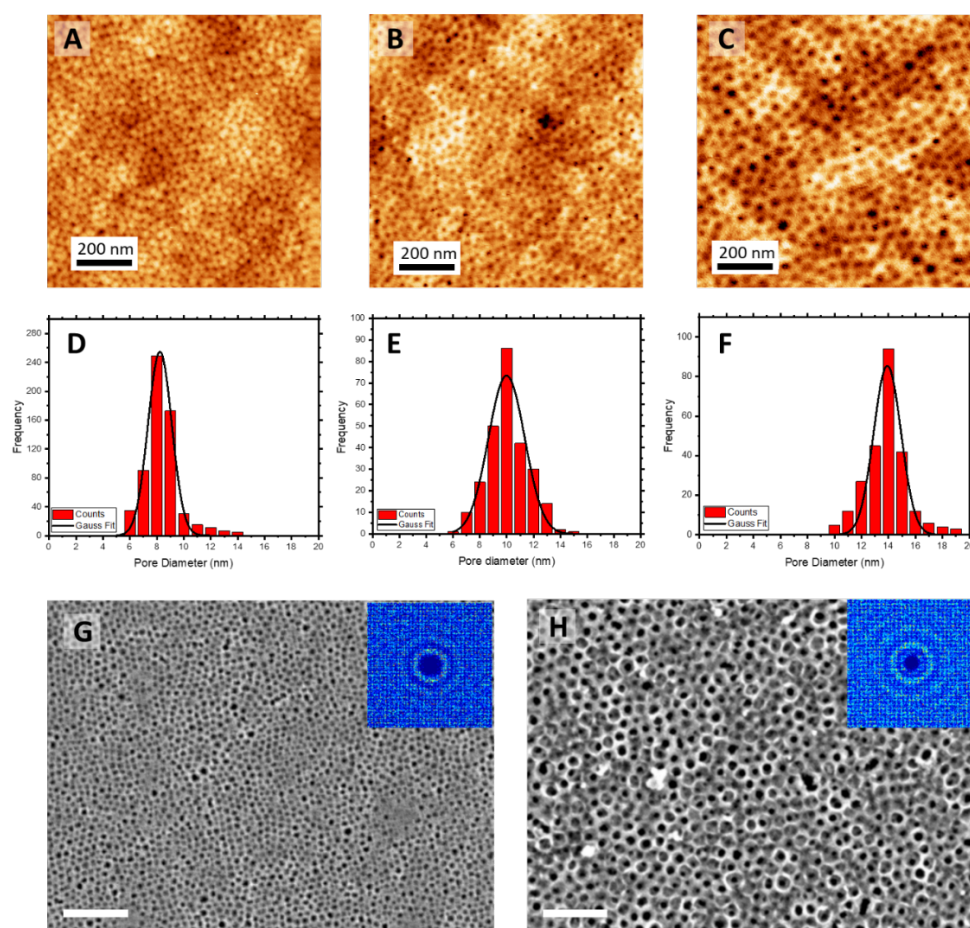 A
B
C
200 nm
200 nm
200 nm
D
280
240
200
160
120
80
40
0
Frequency
Counts
Gauss Fit
0 2 4 6 8 10 12 14 16 18 20
Pore Diameter (nm)
E
100
90
80
70
60
50
40
30
20
10
0
Frequency
Counts
Gauss Fit
0 2 4 6 8 10 12 14 16 18 20
Pore diameter (nm)
F
100
80
60
40
20
0
Frequency
Counts
Gauss Fit
0 2 4 6 8 10 12 14 16 18 20
Pore Diameter (nm)
G
H